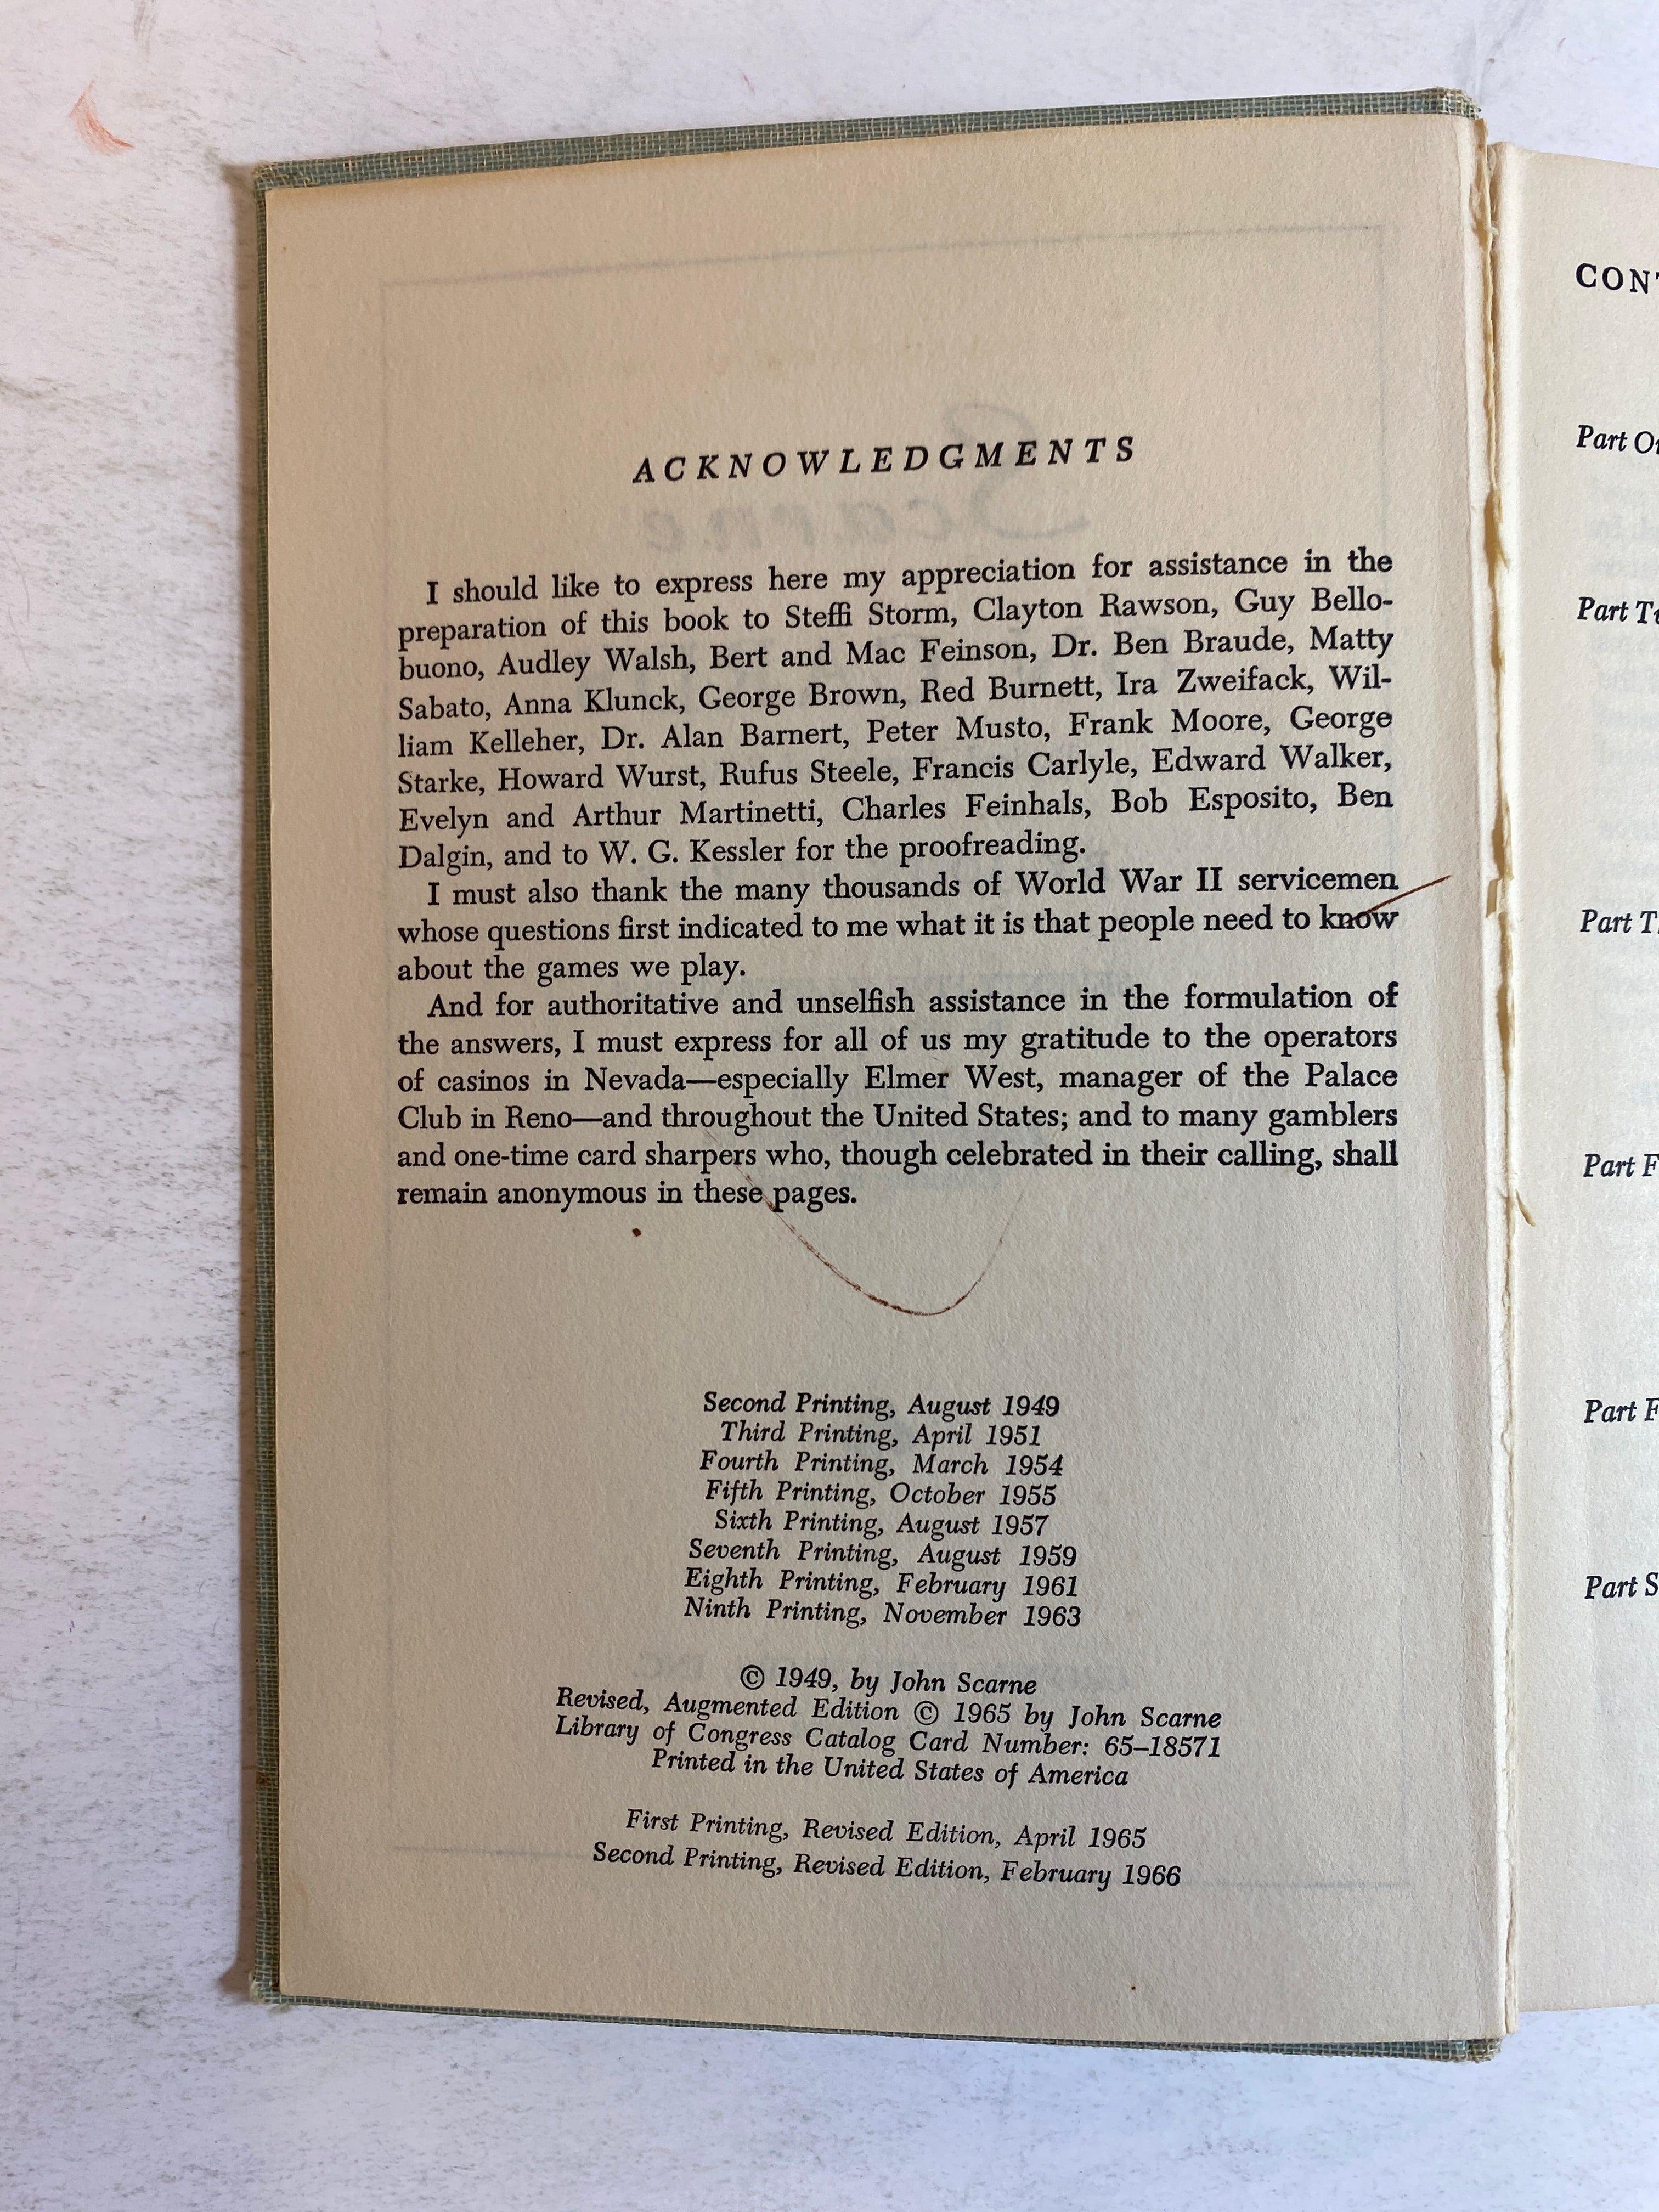 ACKNOWLEDGMENTS
I should like to express here my appreciation for assistance in the
preparation of this book to Steffi Storm, Clayton Rawson, Guy Bello-
buono, Audley Walsh, Bert and Mac Feinson, Dr. Ben Braude, Matty
Sabato, Anna Klunck, George Brown, Red Burnett, Ira Zweifack, Wil-
liam Kelleher, Dr. Alan Barnert, Peter Musto, Frank Moore, George
Starke, Howard Wurst, Rufus Steele, Francis Carlyle, Edward Walker,
Evelyn and Arthur Martinetti, Charles Feinhals, Bob Esposito, Ben
Dalgin, and to W. G. Kessler for the proofreading.
I must also thank the many thousands of World War II servicemen
whose questions first indicated to me what it is that people need to know
about the games we play.
And for authoritative and unselfish assistance in the formulation of
the answers, I must express for all of us my gratitude to the operators
of casinos in Nevada—especially Elmer West, manager of the Palace
Club in Reno—and throughout the United States; and to many gamblers
and one-time card sharpers who, though celebrated in their calling, shall
remain anonymous in these pages.
Second Printing, August 1949
Third Printing, April 1951
Fourth Printing, March 1954
Fifth Printing, October 1955
Sixth Printing, August 1957
Seventh Printing, August 1959
Eighth Printing, February 1961
Ninth Printing, November 1963
© 1949, by John Scarne
Revised, Augmented Edition © 1965 by John Scarne
Library of Congress Catalog Card Number: 65–18571
Printed in the United States of America
First Printing, Revised Edition, April 1965
Second Printing, Revised Edition, February 1966
Part
Part
Part
Part
Part
Part